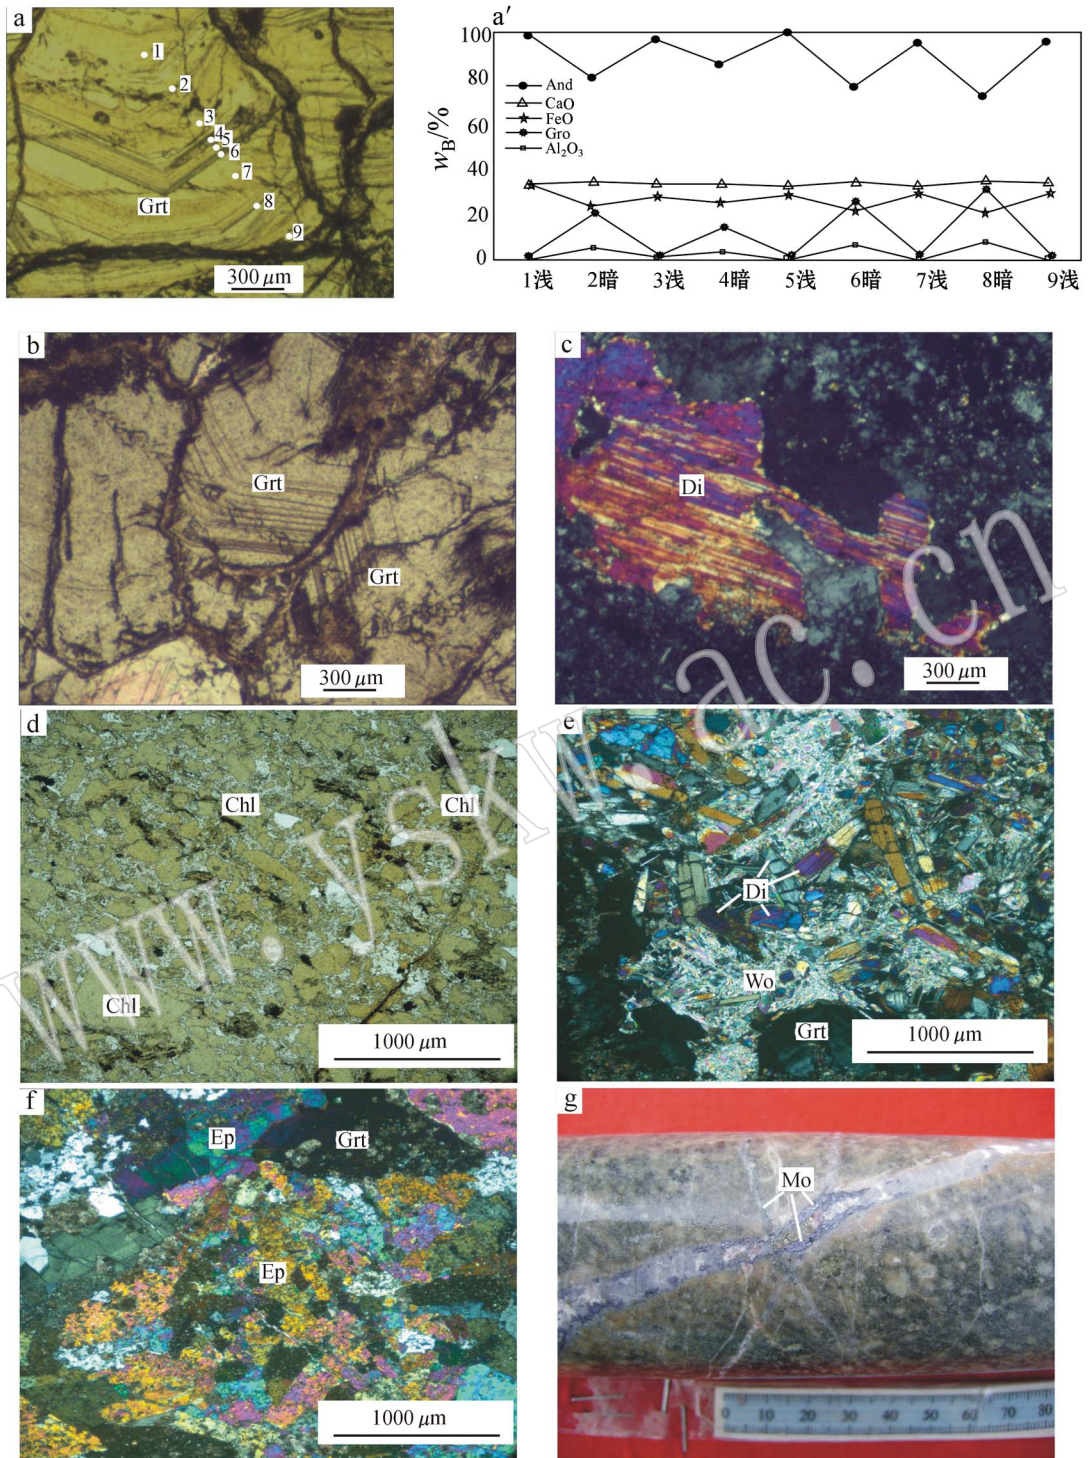 a
1
2
3
4
5
6
7
8
9
Grt
300 μm
a′
wB/%
100
80
60
40
20
0
And
CaO
FeO
Gro
Al₂O₃
1浅 2暗 3浅 4暗 5浅 6暗 7浅 8暗 9浅
b
Grt
Grt
300 μm
c
Di
300 μm
d
Chl
Chl
Chl
1000 μm
e
Di
Wo
Grt
1000 μm
f
Ep
Grt
Ep
1000 μm
g
Mo
0 10 20 30 40 50 60 70 80
www.yskw.ac.cn